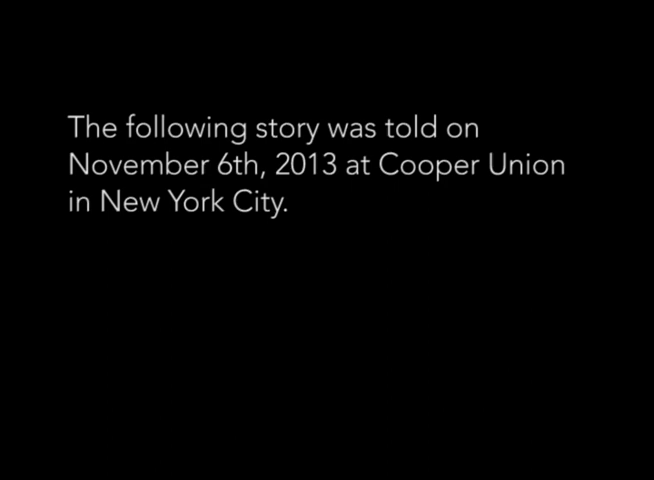 The following story was told on
November 6th, 2013 at Cooper Union
in New York City.